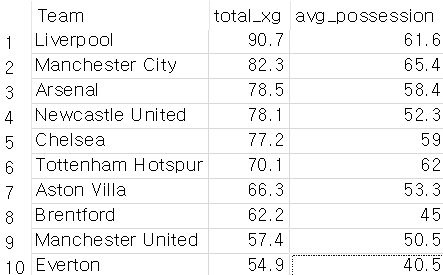 Team total_xg avg_possession
1 Liverpool 90.7 61.6
2 Manchester City 82.3 65.4
3 Arsenal 78.5 58.4
4 Newcastle United 78.1 52.3
5 Chelsea 77.2 59
6 Tottenham Hotspur 70.1 62
7 Aston Villa 66.3 53.3
8 Brentford 62.2 45
9 Manchester United 57.4 50.5
10 Everton 54.9 40.5